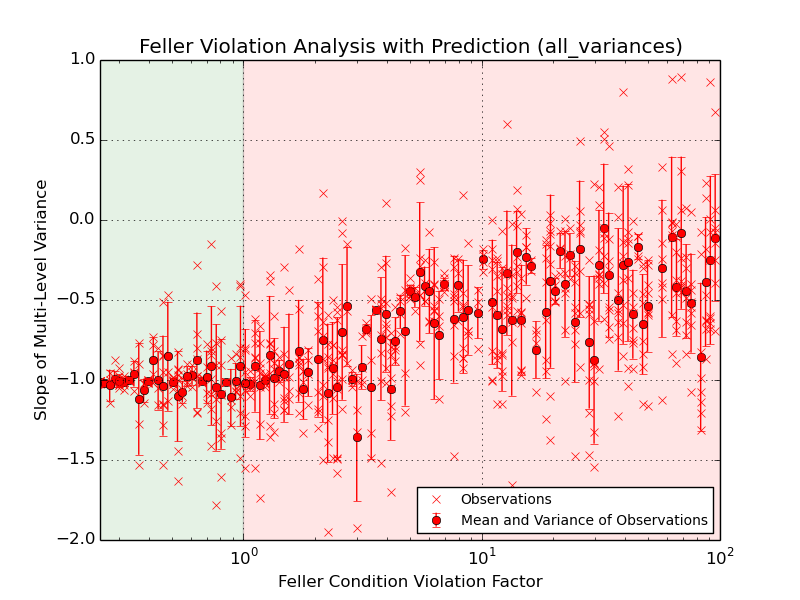 Feller Violation Analysis with Prediction (all_variances)
1.0
0.5
0.0
−0.5
−1.0
−1.5
−2.0
Slope of Multi-Level Variance
Observations
Mean and Variance of Observations
10⁰ 10¹ 10²
Feller Condition Violation Factor